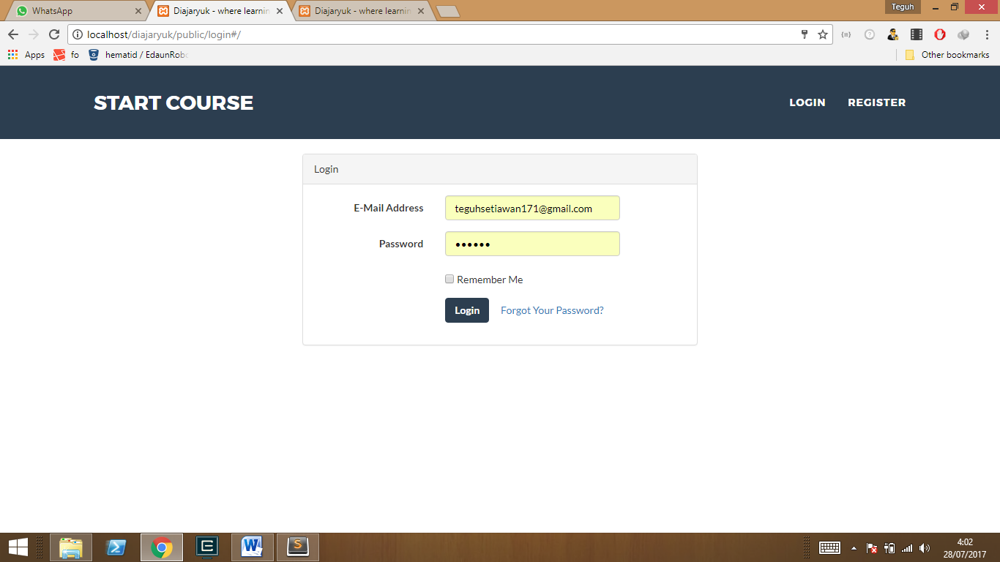 WhatsApp
Diajaryuk - where learnin
Diajaryuk - where learnin
Teguh
localhost/diajaryuk/public/login#/
Apps
fo
hematid / EdaunRob
Other bookmarks
START COURSE
LOGIN
REGISTER
Login
E-Mail Address
teguhsetiawan171@gmail.com
Password
••••••
Remember Me
Login
Forgot Your Password?
4:02
28/07/2017